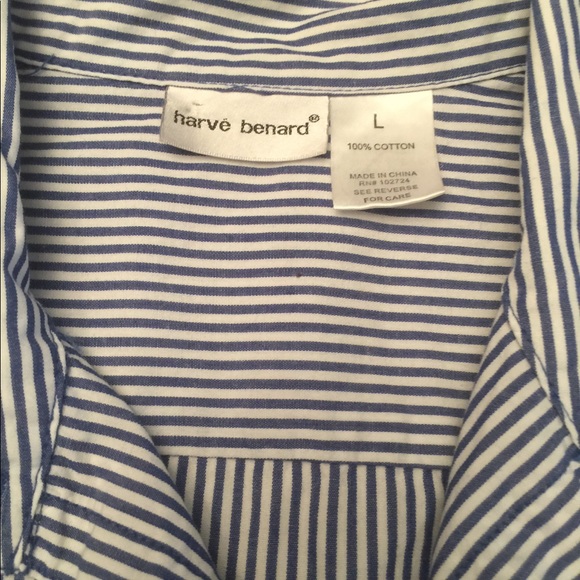 harvé benard®
L
100% COTTON
MADE IN CHINA
RN# 102724
SEE REVERSE
FOR CARE